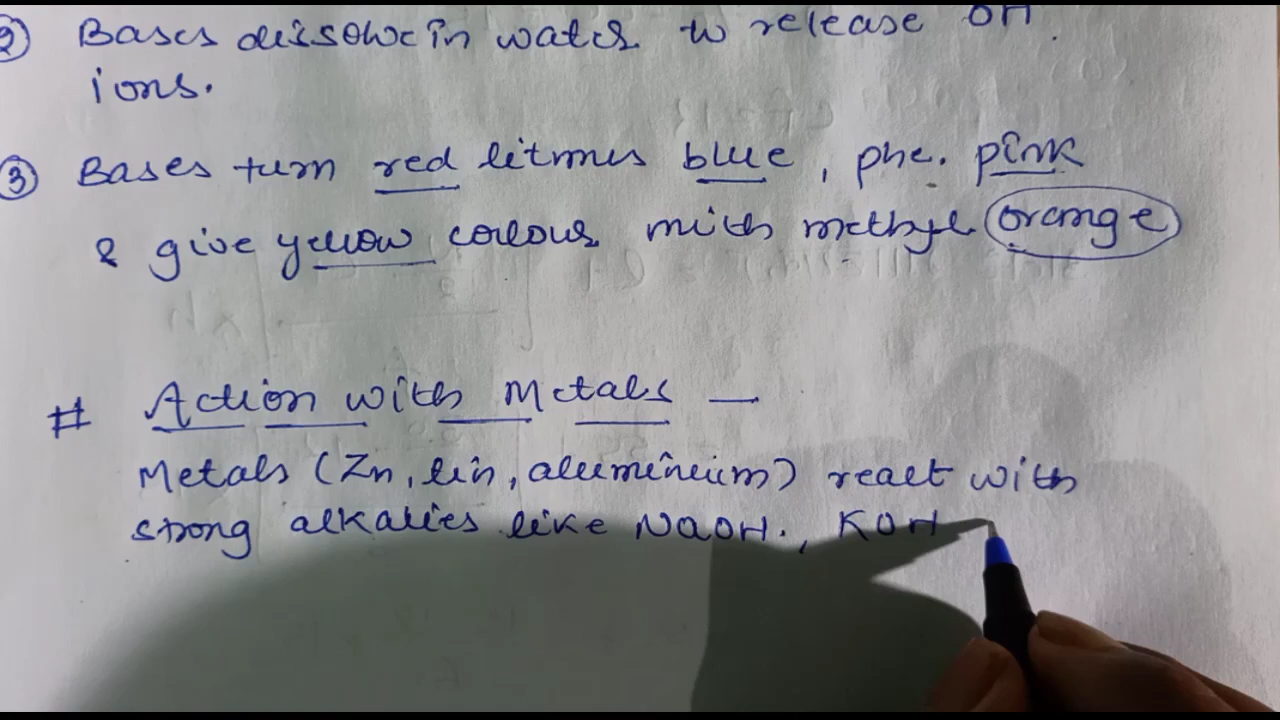 ② Bases dissolve in water to release OH
ions.
③ Bases turn red litmus blue, phe. pink
& give yellow colour with methyl orange
# Action with Metals —
Metals (Zn, tin, aluminium) react with
strong alkalies like NaOH., KOH